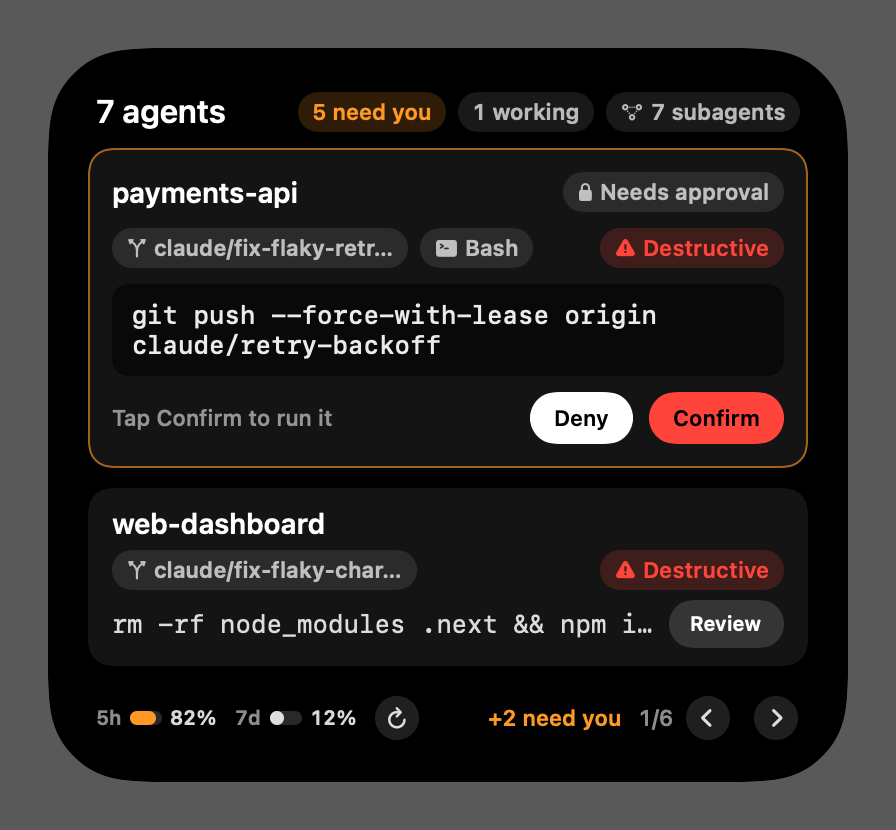 7 agents
5 need you
1 working
7 subagents
payments-api
Needs approval
claude/fix-flaky-retr...
Bash
Destructive
git push --force-with-lease origin
claude/retry-backoff
Tap Confirm to run it
Deny
Confirm
web-dashboard
claude/fix-flaky-char...
Destructive
rm -rf node_modules .next && npm i…
Review
5h
82%
7d
12%
+2 need you
1/6